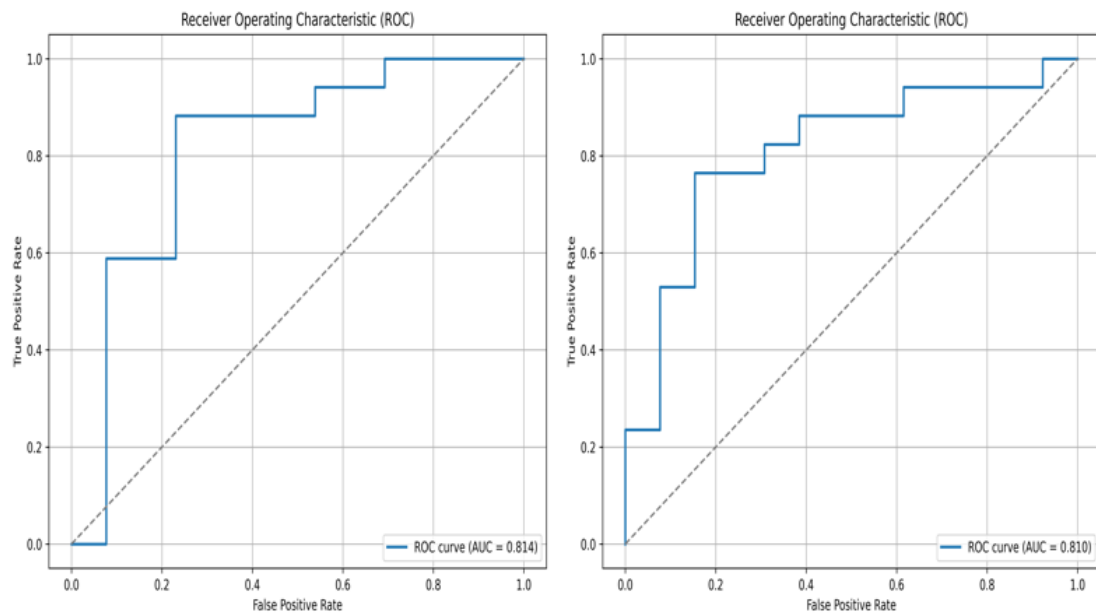 Receiver Operating Characteristic (ROC)
True Positive Rate
1.0
0.8
0.6
0.4
0.2
0.0
ROC curve (AUC = 0.814)
0.0 0.2 0.4 0.6 0.8 1.0
False Positive Rate
Receiver Operating Characteristic (ROC)
True Positive Rate
1.0
0.8
0.6
0.4
0.2
0.0
ROC curve (AUC = 0.810)
0.0 0.2 0.4 0.6 0.8 1.0
False Positive Rate